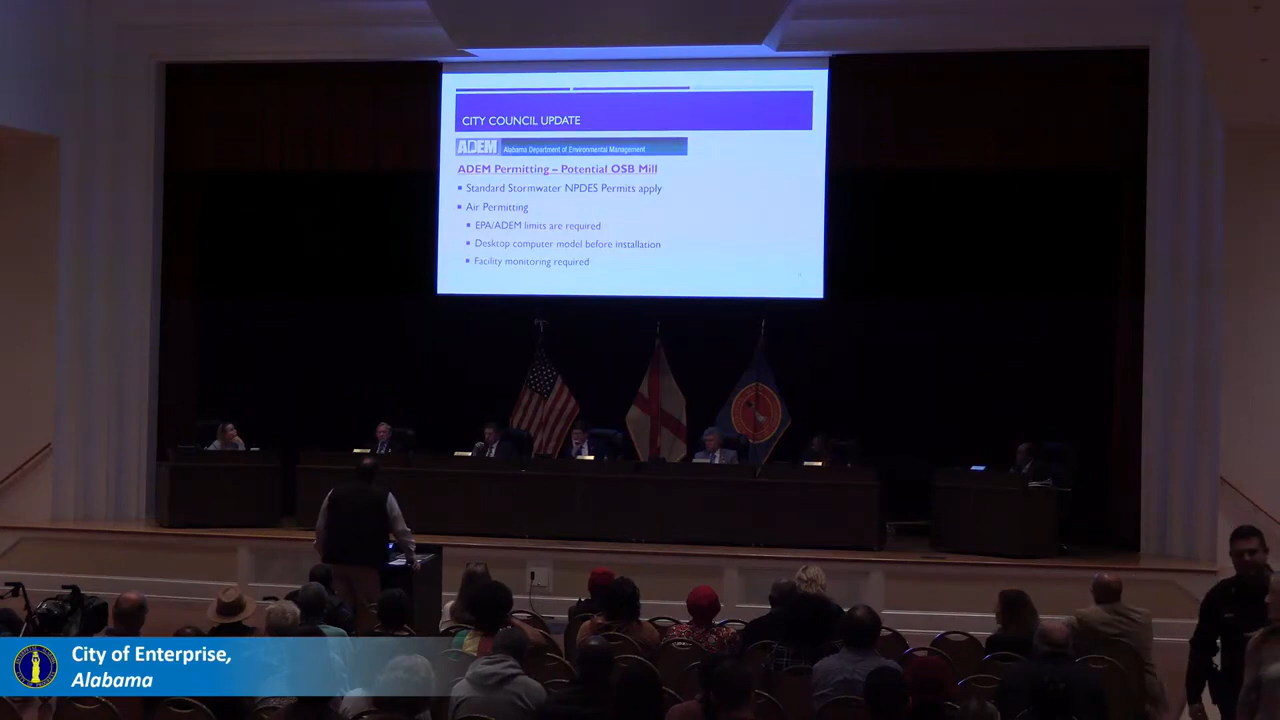 CITY COUNCIL UPDATE
ADEM Alabama Department of Environmental Management
ADEM Permitting – Potential OSB Mill
Standard Stormwater NPDES Permits apply
Air Permitting
EPA/ADEM limits are required
Desktop computer model before installation
Facility monitoring required
City of Enterprise,
Alabama